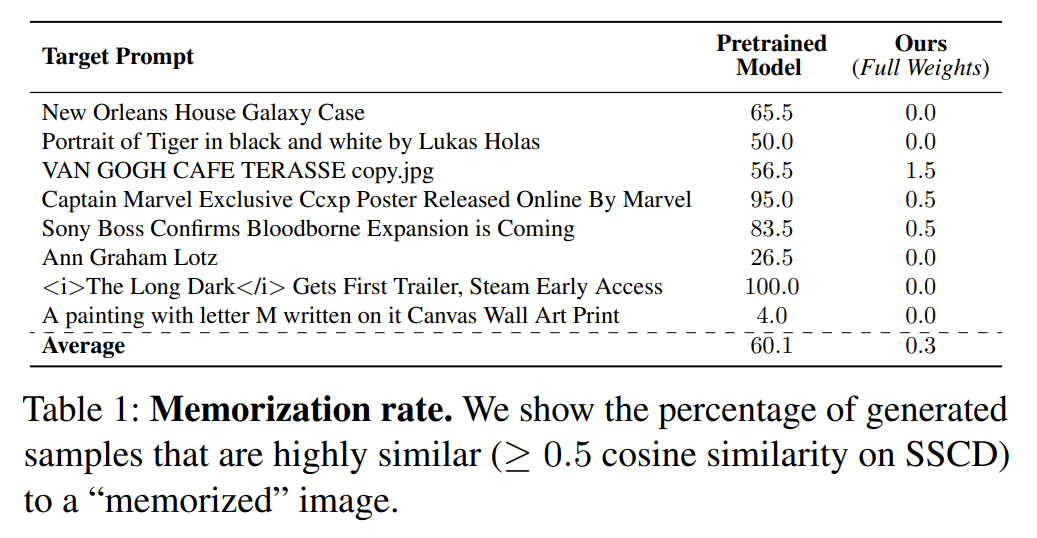 Target Prompt Pretrained Model Ours (Full Weights)
New Orleans House Galaxy Case 65.5 0.0
Portrait of Tiger in black and white by Lukas Holas 50.0 0.0
VAN GOGH CAFE TERASSE copy.jpg 56.5 1.5
Captain Marvel Exclusive Ccxp Poster Released Online By Marvel 95.0 0.5
Sony Boss Confirms Bloodborne Expansion is Coming 83.5 0.5
Ann Graham Lotz 26.5 0.0
<i>The Long Dark</i> Gets First Trailer, Steam Early Access 100.0 0.0
A painting with letter M written on it Canvas Wall Art Print 4.0 0.0
Average 60.1 0.3
Table 1: Memorization rate. We show the percentage of generated
samples that are highly similar (≥ 0.5 cosine similarity on SSCD)
to a “memorized” image.